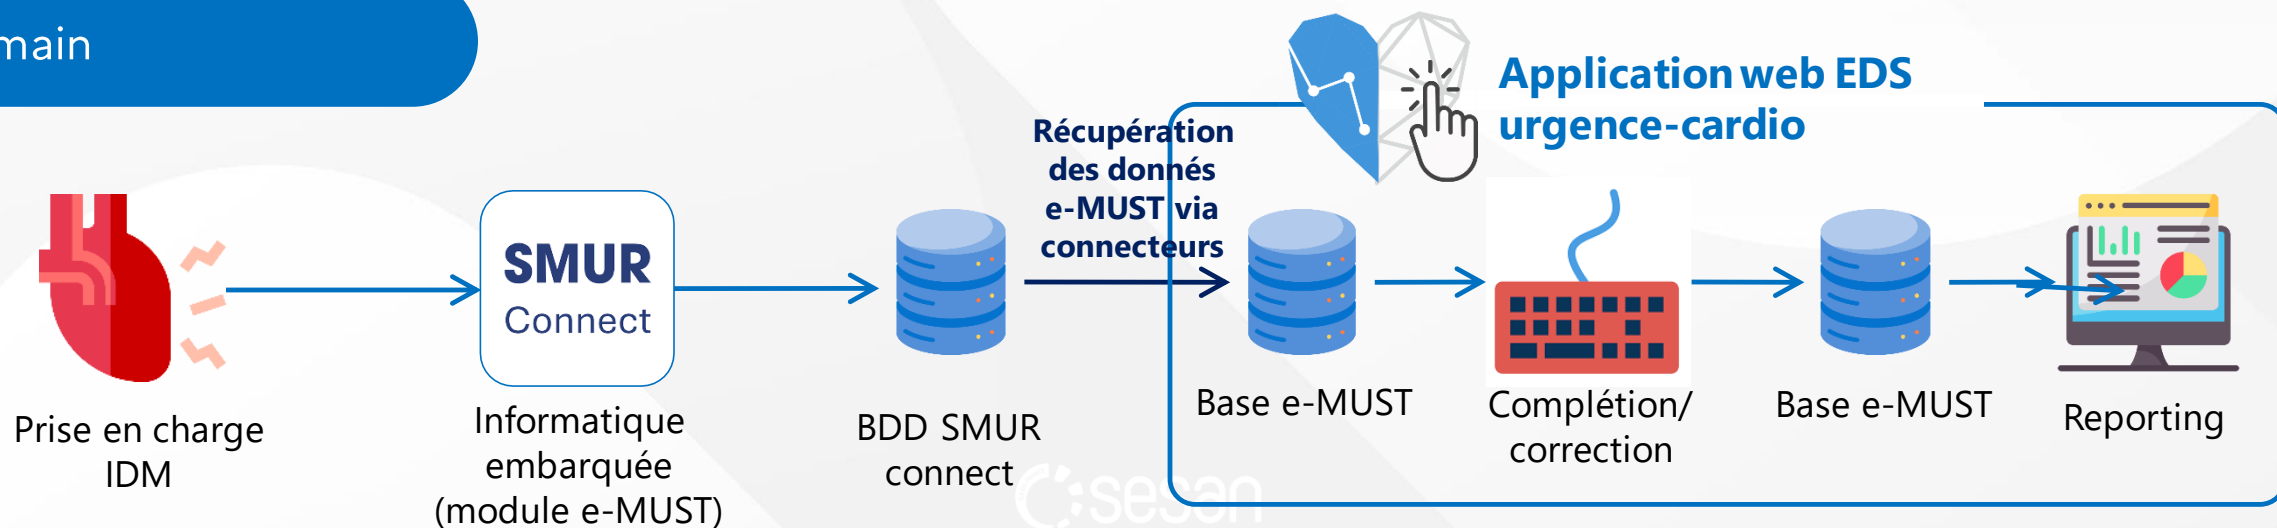 main
Application web EDS
urgence-cardio
Récupération
des donnés
e-MUST via
connecteurs
SMUR
Connect
Prise en charge
IDM
Informatique
embarquée
(module e-MUST)
BDD SMUR
connect
Base e-MUST
Complétion/
correction
Base e-MUST
Reporting
sesan